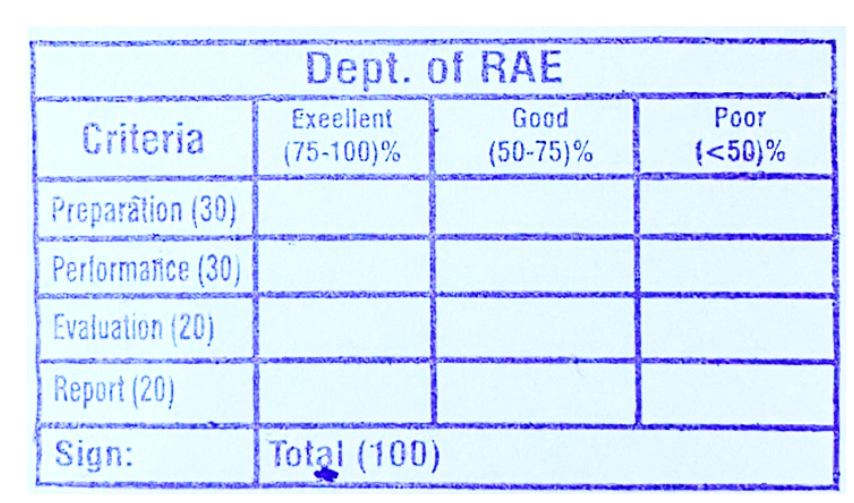 Dept. of RAE
Criteria
Exeellent
(75-100)%
Good
(50-75)%
Poor
(<50)%
Preparation (30)
Performance (30)
Evaluation (20)
Report (20)
Sign:
Total (100)